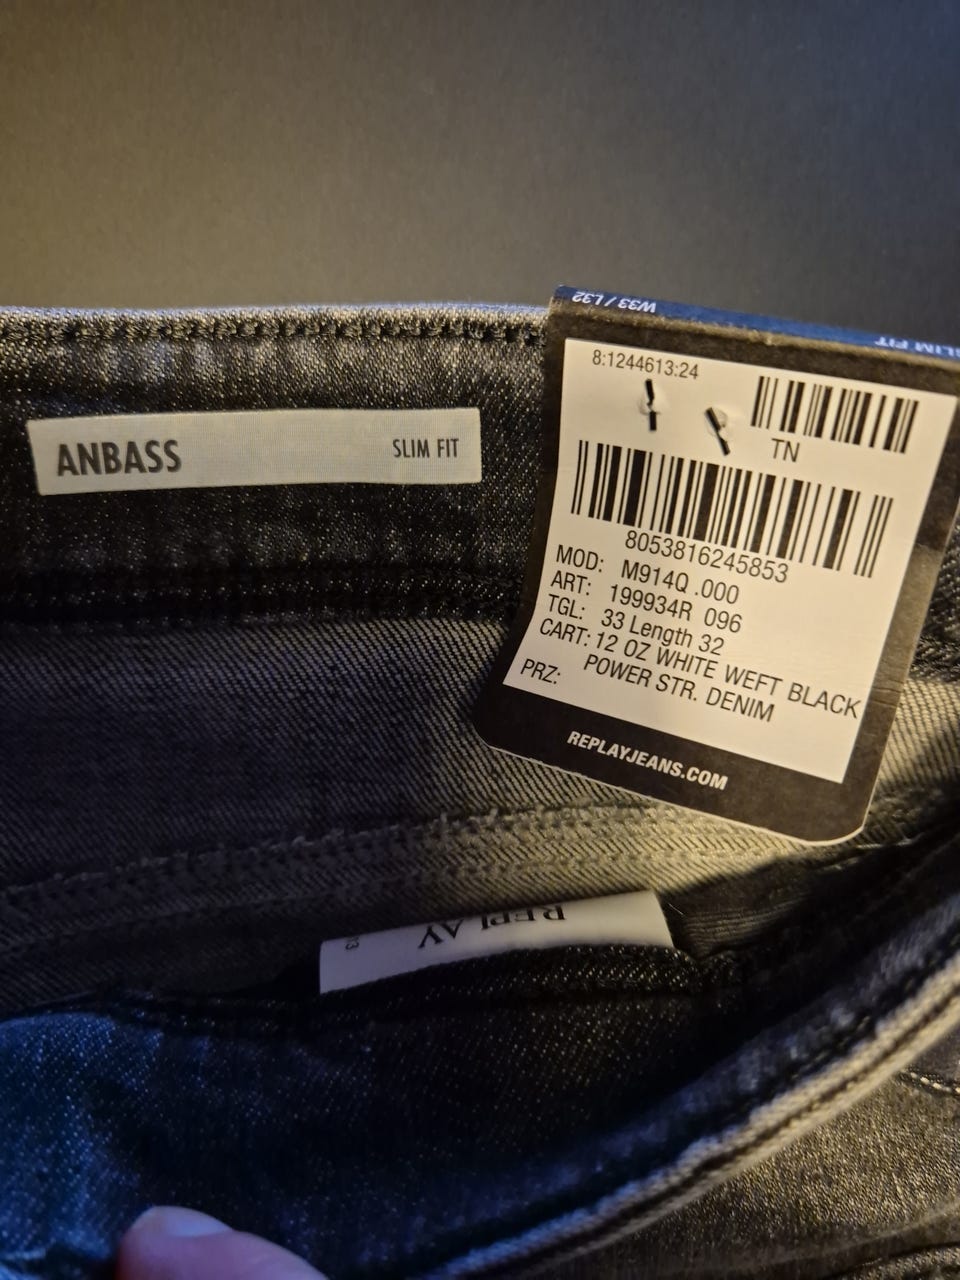 W33 / L32
SLIM FIT
8:1244613:24
TN
8053816245853
MOD: M914Q .000
ART: 199934R 096
TGL: 33 Length 32
CART: 12 OZ WHITE WEFT BLACK
POWER STR. DENIM
PRZ:
REPLAYJEANS.COM
ANBASS
SLIM FIT
REPLAY